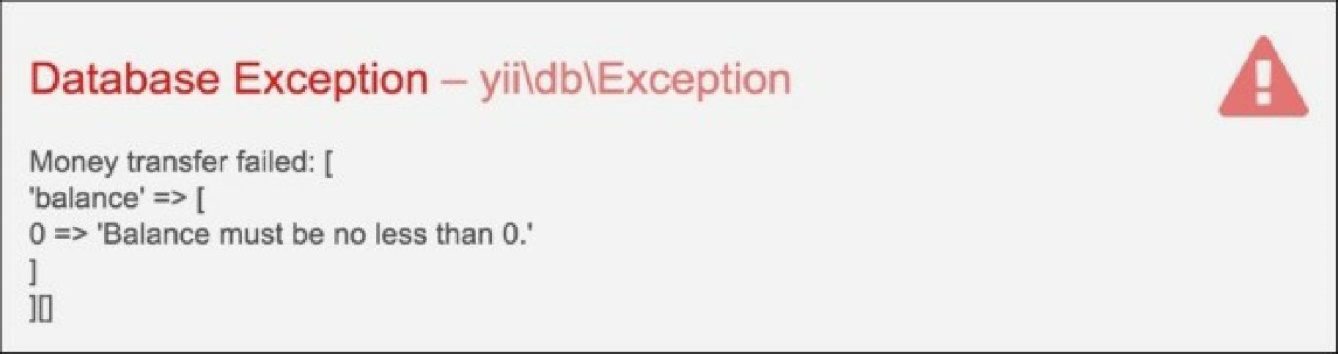 Database Exception – yii\db\Exception
Money transfer failed: [
'balance' => [
0 => 'Balance must be no less than 0.'
]
][]